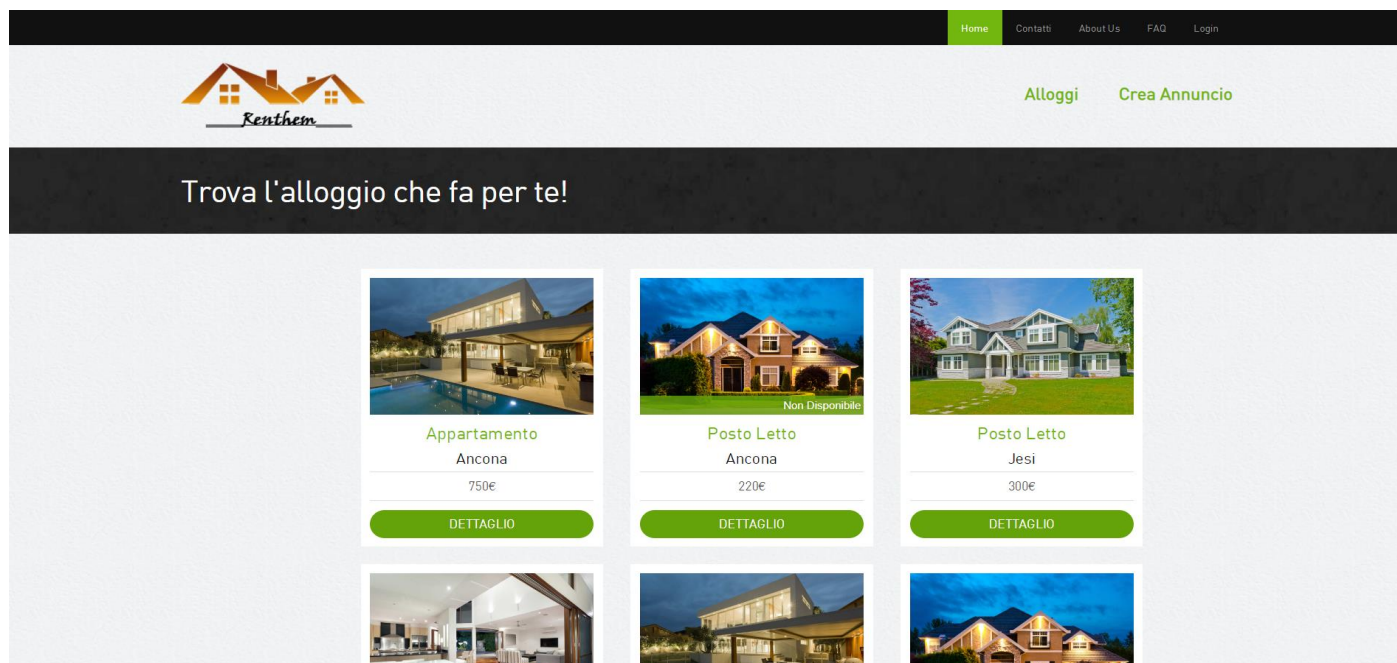 Home Contatti About Us FAQ Login
Renthem
Alloggi Crea Annuncio
Trova l'alloggio che fa per te!
Non Disponibile
Appartamento Posto Letto Posto Letto
Ancona Ancona Jesi
750€ 220€ 300€
DETTAGLIO DETTAGLIO DETTAGLIO